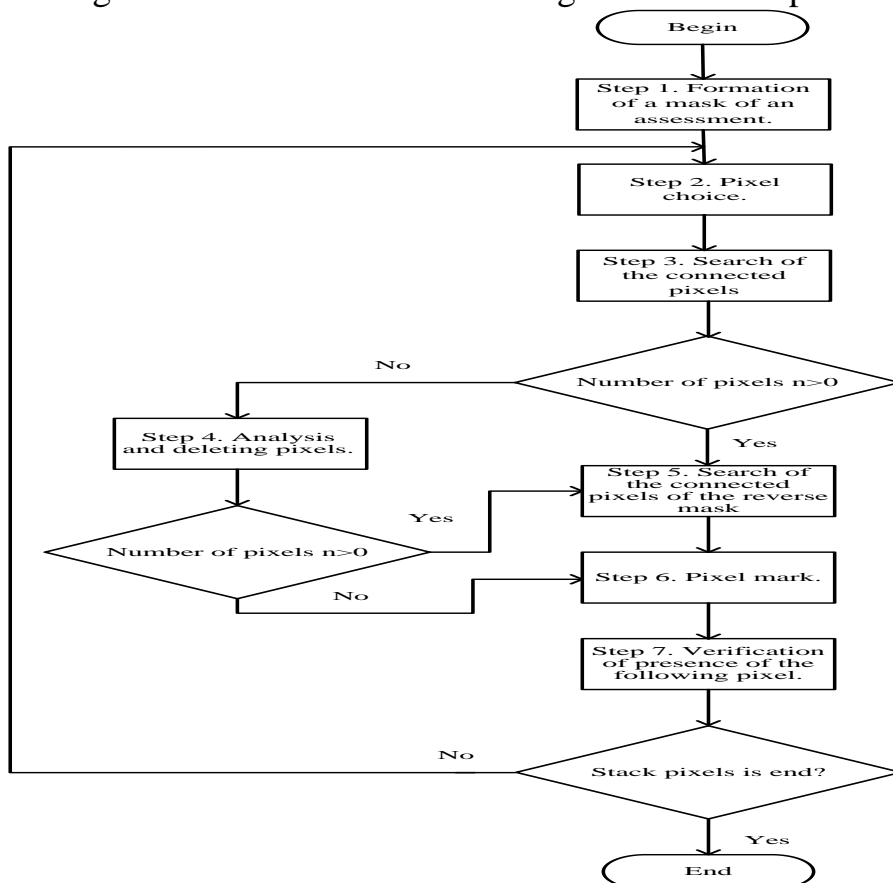 Begin
Step 1. Formation
of a mask of an
assessment.
Step 2. Pixel
choice.
Step 3. Search of
the connected
pixels
No
Number of pixels n>0
Yes
Step 4. Analysis
and deleting pixels.
Step 5. Search of
the connected
pixels of the reverse
mask
Yes
Number of pixels n>0
No
Step 6. Pixel mark.
Step 7. Verification
of presence of the
following pixel.
No
Stack pixels is end?
Yes
End